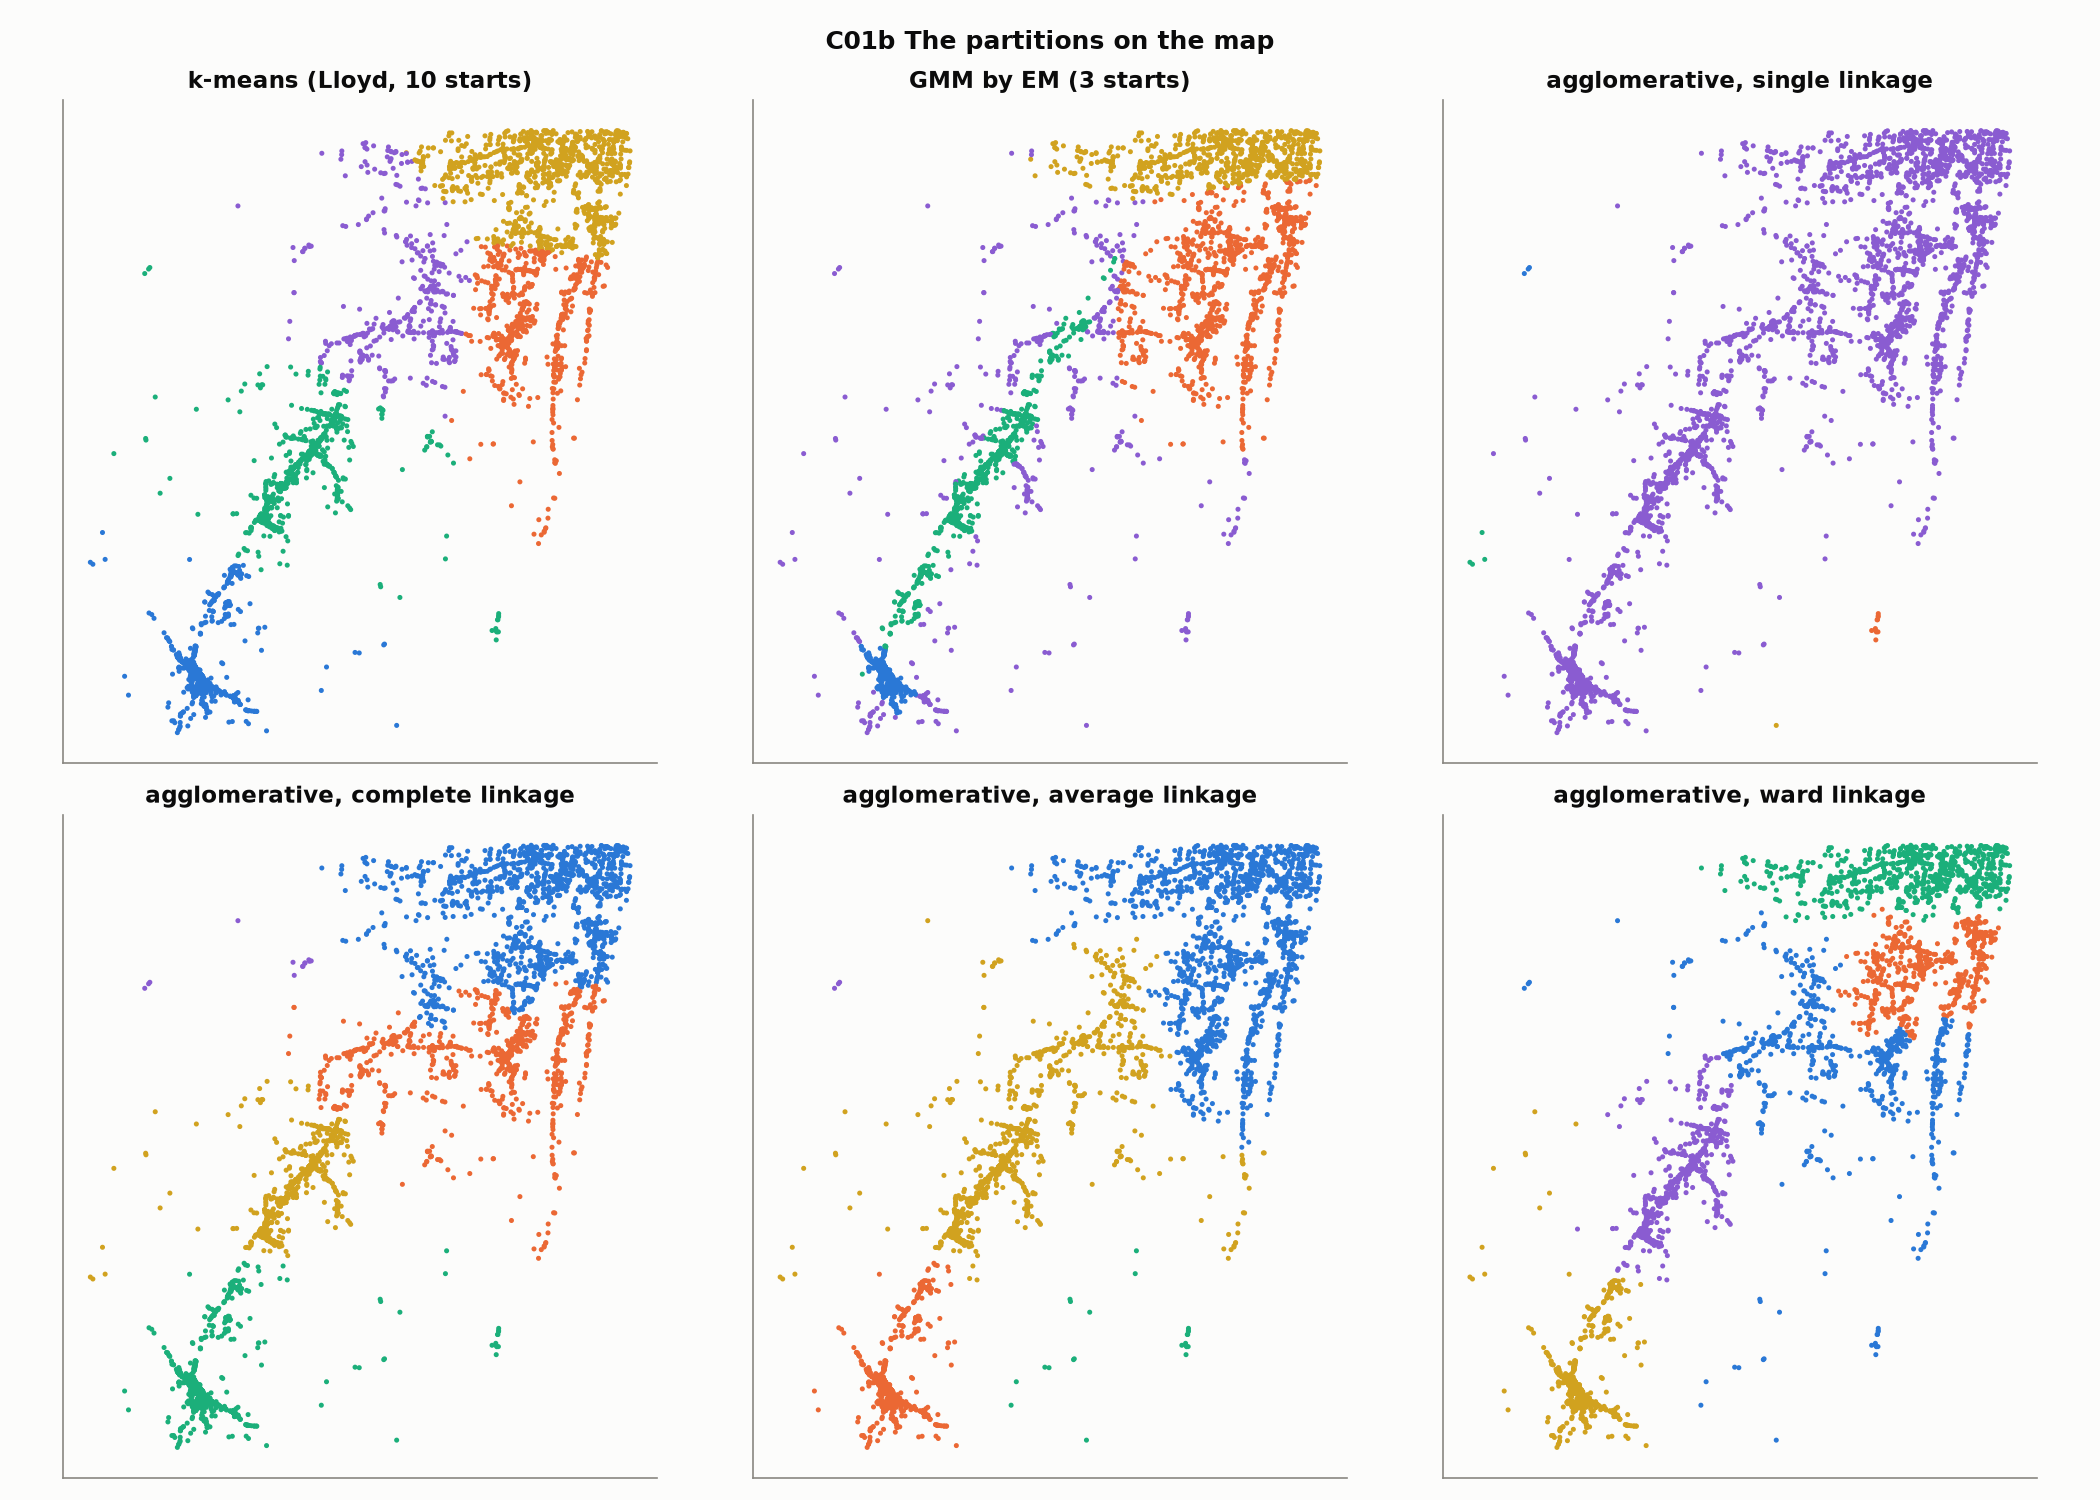 C01b The partitions on the map
k-means (Lloyd, 10 starts)
GMM by EM (3 starts)
agglomerative, single linkage
agglomerative, complete linkage
agglomerative, average linkage
agglomerative, ward linkage